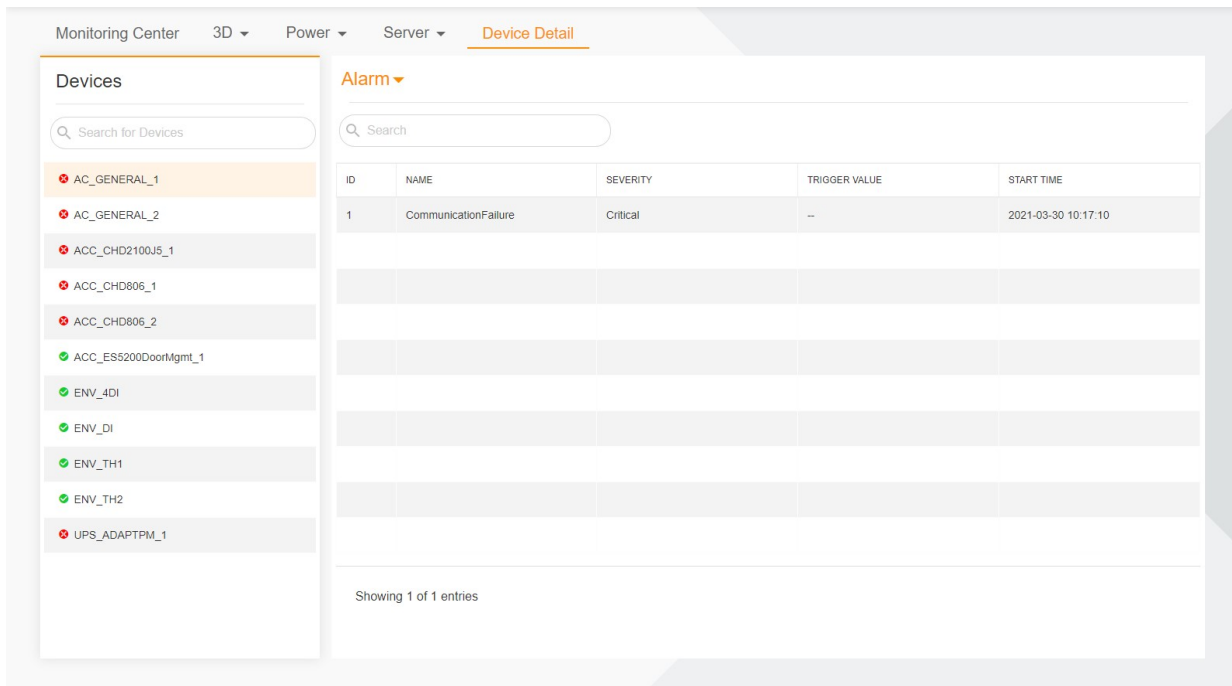 Monitoring Center 3D Power Server Device Detail
Devices
Search for Devices
AC_GENERAL_1
AC_GENERAL_2
ACC_CHD2100J5_1
ACC_CHD806_1
ACC_CHD806_2
ACC_ES5200DoorMgmt_1
ENV_4DI
ENV_DI
ENV_TH1
ENV_TH2
UPS_ADAPTPM_1
Alarm
Search
ID NAME SEVERITY TRIGGER VALUE START TIME
1 CommunicationFailure Critical -- 2021-03-30 10:17:10
Showing 1 of 1 entries